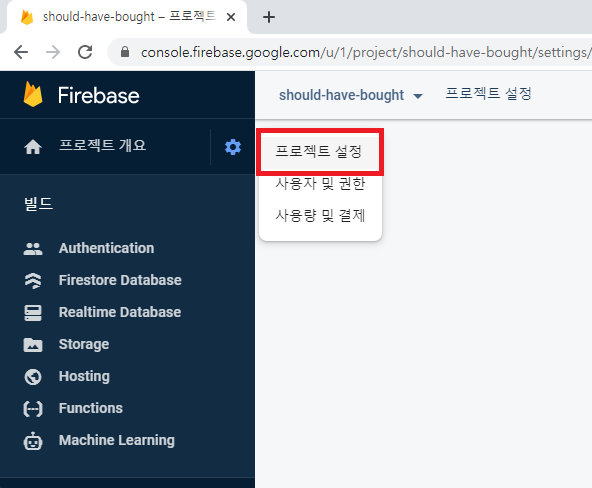 should-have-bought – 프로젝트
console.firebase.google.com/u/1/project/should-have-bought/settings/
Firebase
should-have-bought
프로젝트 설정
프로젝트 개요
프로젝트 설정
사용자 및 권한
사용량 및 결제
빌드
Authentication
Firestore Database
Realtime Database
Storage
Hosting
Functions
Machine Learning